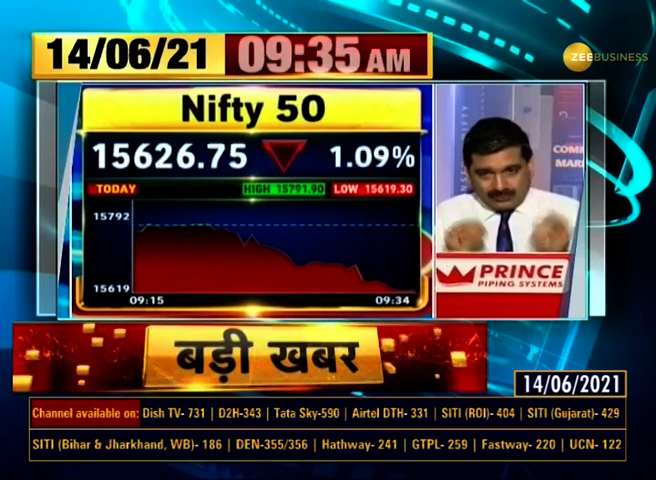 14/06/21 09:35 AM
ZEE BUSINESS
Nifty 50
15626.75 1.09%
TODAY HIGH 15791.90 LOW 15619.30
15792
15619
09:15 09:34
COMM
MAR
PRINCE
PIPING SYSTEMS
बड़ी खबर
14/06/2021
Channel available on: Dish TV- 731 | D2H-343 | Tata Sky-590 | Airtel DTH- 331 | SITI (ROI)- 404 | SITI (Gujarat)- 429
SITI (Bihar & Jharkhand, WB)- 186 | DEN-355/356 | Hathway- 241 | GTPL- 259 | Fastway- 220 | UCN- 122